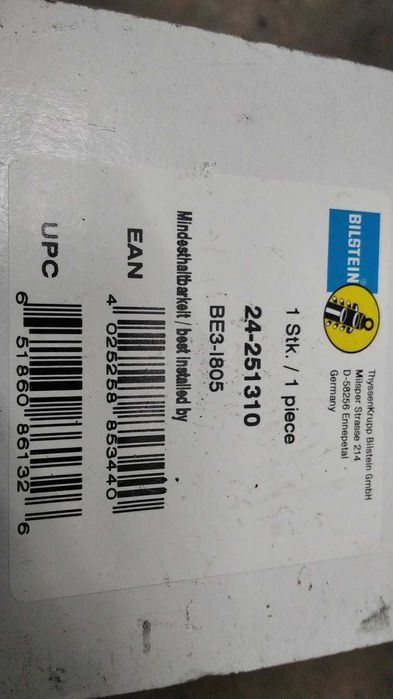 BILSTEIN®
ThyssenKrupp Bilstein GmbH
Milsper Strasse 214
D-58256 Ennepetal
Germany
1 Stk. / 1 piece
24-251310
BE3-I805
Mindesthaltbarkeit / best installed by
EAN
4 025258 853440
UPC
6 51860 86132 6